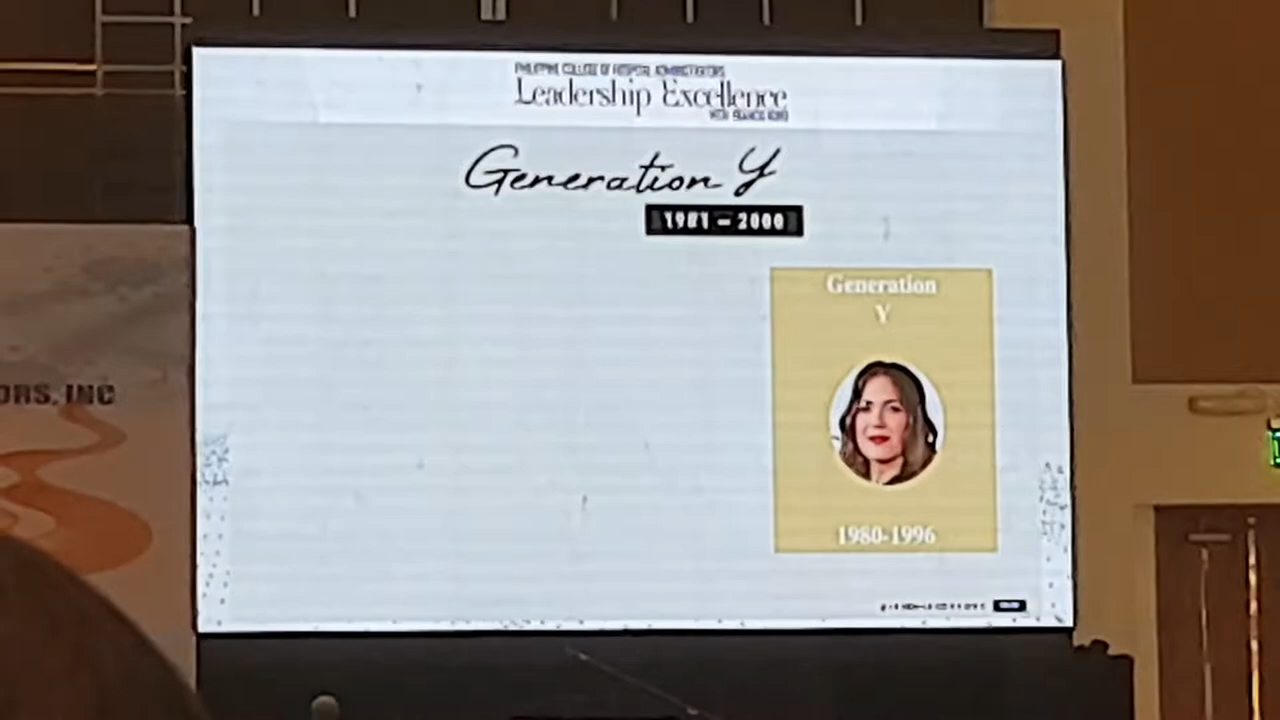 PHILIPPINE COLLEGE OF HOSPITAL ADMINISTRATORS
Leadership Excellence
Generation Y
1981 – 2000
Generation
Y
1980-1996
ORS, INC